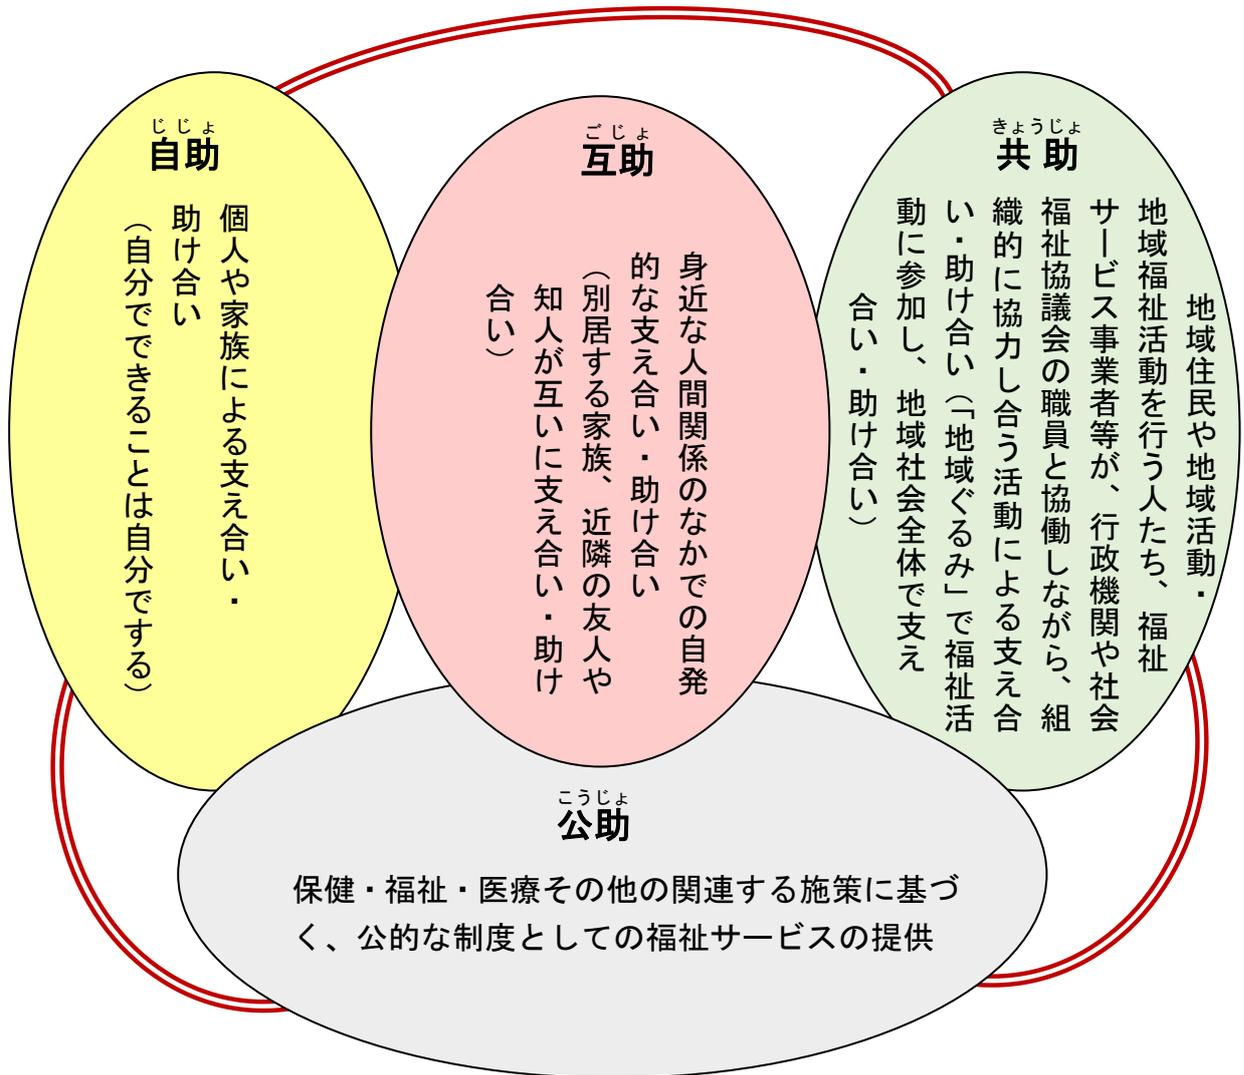 じじょ
自助
個人や家族による支え合い・
助け合い
（自分でできることは自分でする）
ごじょ
互助
身近な人間関係のなかでの自発
的な支え合い・助け合い
（別居する家族、近隣の友人や
知人が互いに支え合い・助け
合い）
きょうじょ
共助
地域住民や地域活動・
地域福祉活動を行う人たち、福祉
サービス事業者等が、行政機関や社会
福祉協議会の職員と協働しながら、組
織的に協力し合う活動による支え合
い・助け合い（「地域ぐるみ」で福祉活
動に参加し、地域社会全体で支え
合い・助け合い）
こうじょ
公助
保健・福祉・医療その他の関連する施策に基づ
く、公的な制度としての福祉サービスの提供